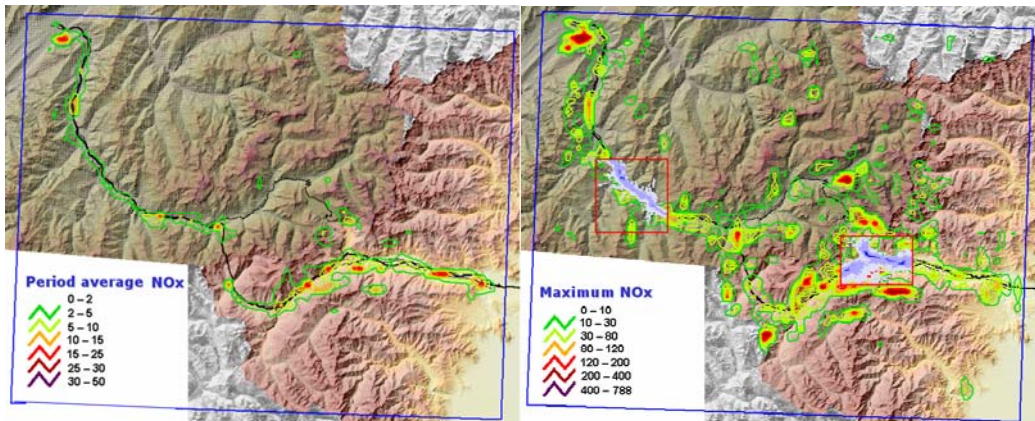 Period average NOx
0 – 2
2 – 5
5 – 10
10 – 15
15 – 25
25 – 30
30 – 50
Maximum NOx
0 – 10
10 – 30
30 – 80
80 – 120
120 – 200
200 – 400
400 – 788